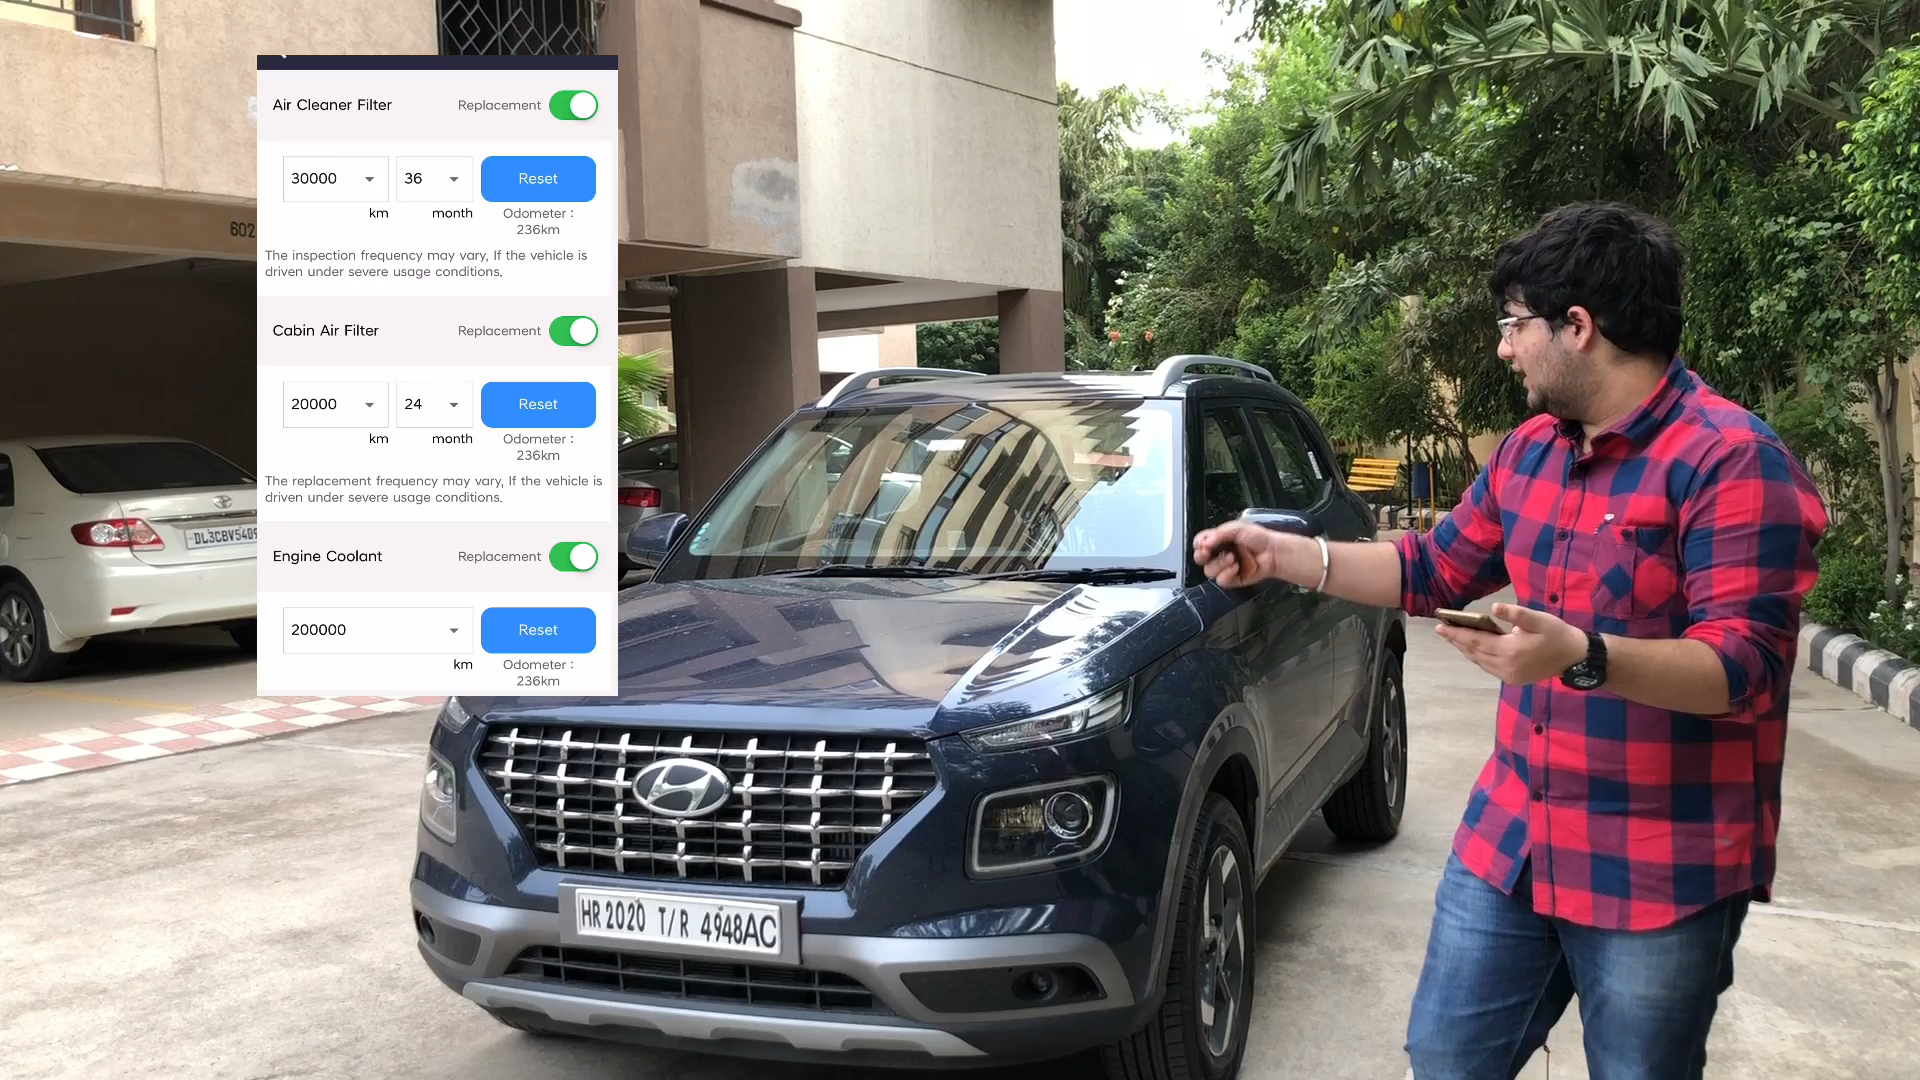 602
Air Cleaner Filter Replacement
30000 36 Reset
km month Odometer :
236km
The inspection frequency may vary, If the vehicle is
driven under severe usage conditions.
Cabin Air Filter Replacement
20000 24 Reset
km month Odometer :
236km
The replacement frequency may vary, If the vehicle is
driven under severe usage conditions.
Engine Coolant Replacement
200000 Reset
km Odometer :
236km
DL3CBV5409
HR2020 T/R 4948AC